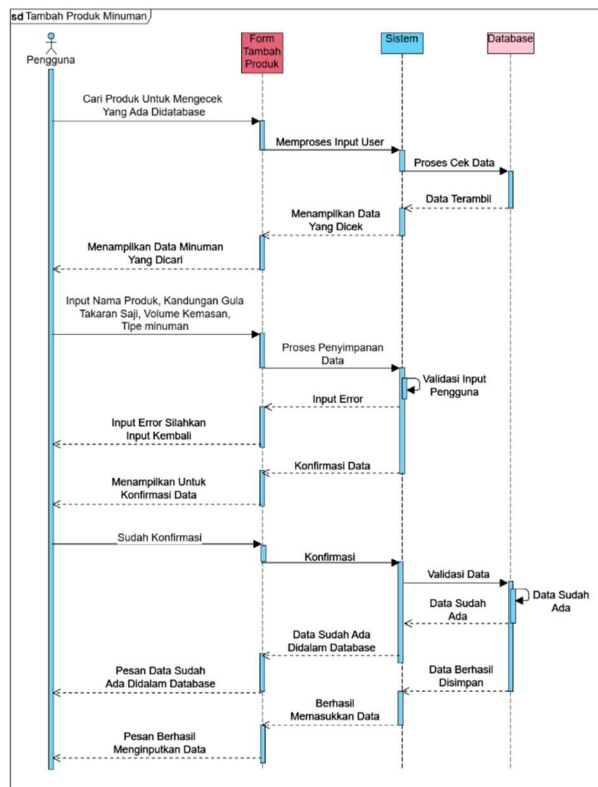 sd Tambah Produk Minuman
Pengguna
Form
Tambah
Produk
Sistem
Database
Cari Produk Untuk Mengecek
Yang Ada Didatabase
Memproses Input User
Proses Cek Data
Data Terambil
Menampilkan Data
Yang Dicek
Menampilkan Data Minuman
Yang Dicari
Input Nama Produk, Kandungan Gula
Takaran Saji, Volume Kemasan,
Tipe minuman
Proses Penyimpanan
Data
Validasi Input
Pengguna
Input Error
Input Error Silahkan
Input Kembali
Konfirmasi Data
Menampilkan Untuk
Konfirmasi Data
Sudah Konfirmasi
Konfirmasi
Validasi Data
Data Sudah
Ada
Data Sudah
Ada
Data Sudah Ada
Didalam Database
Pesan Data Sudah
Ada Didalam Database
Data Berhasil
Disimpan
Berhasil
Memasukkan Data
Pesan Berhasil
Menginputkan Data